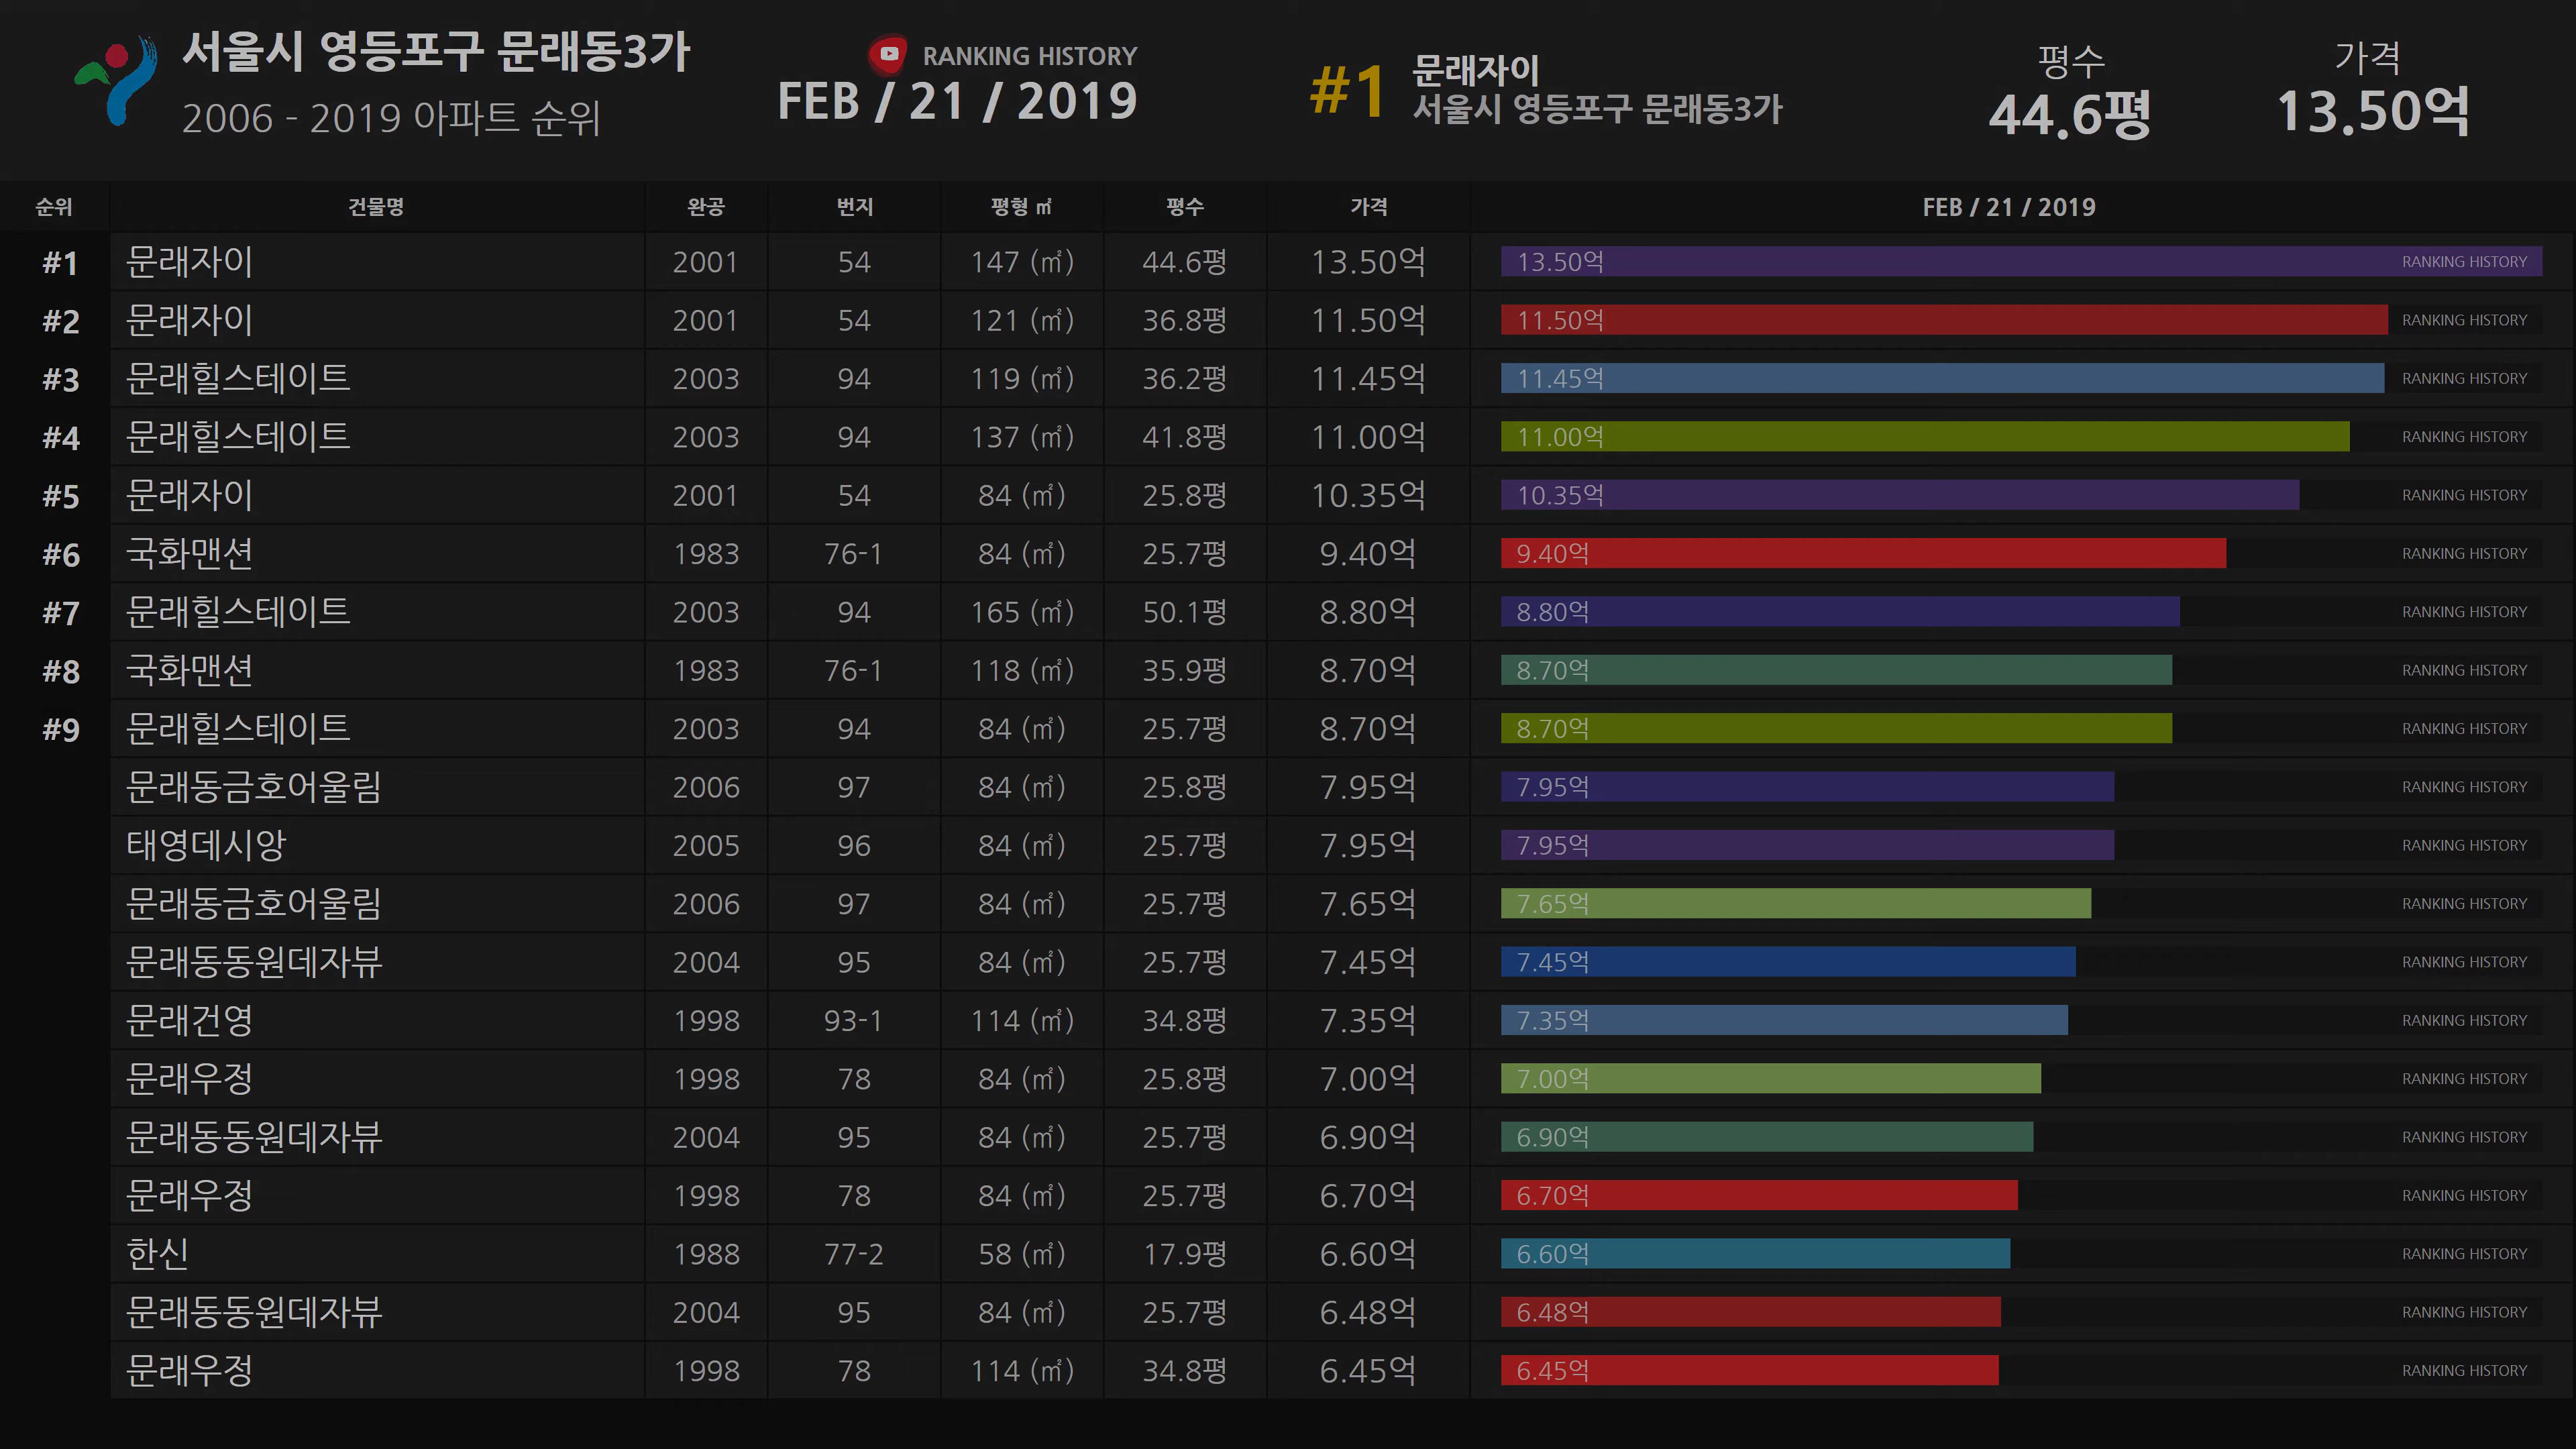 서울시 영등포구 문래동3가
2006 - 2019 아파트 순위
RANKING HISTORY
FEB / 21 / 2019
#1 문래자이
서울시 영등포구 문래동3가
평수
44.6평
가격
13.50억
순위 건물명 완공 번지 평형 ㎡ 평수 가격 FEB / 21 / 2019
#1 문래자이 2001 54 147 (㎡) 44.6평 13.50억 13.50억 RANKING HISTORY
#2 문래자이 2001 54 121 (㎡) 36.8평 11.50억 11.50억 RANKING HISTORY
#3 문래힐스테이트 2003 94 119 (㎡) 36.2평 11.45억 11.45억 RANKING HISTORY
#4 문래힐스테이트 2003 94 137 (㎡) 41.8평 11.00억 11.00억 RANKING HISTORY
#5 문래자이 2001 54 84 (㎡) 25.8평 10.35억 10.35억 RANKING HISTORY
#6 국화맨션 1983 76-1 84 (㎡) 25.7평 9.40억 9.40억 RANKING HISTORY
#7 문래힐스테이트 2003 94 165 (㎡) 50.1평 8.80억 8.80억 RANKING HISTORY
#8 국화맨션 1983 76-1 118 (㎡) 35.9평 8.70억 8.70억 RANKING HISTORY
#9 문래힐스테이트 2003 94 84 (㎡) 25.7평 8.70억 8.70억 RANKING HISTORY
문래동금호어울림 2006 97 84 (㎡) 25.8평 7.95억 7.95억 RANKING HISTORY
태영데시앙 2005 96 84 (㎡) 25.7평 7.95억 7.95억 RANKING HISTORY
문래동금호어울림 2006 97 84 (㎡) 25.7평 7.65억 7.65억 RANKING HISTORY
문래동동원데자뷰 2004 95 84 (㎡) 25.7평 7.45억 7.45억 RANKING HISTORY
문래건영 1998 93-1 114 (㎡) 34.8평 7.35억 7.35억 RANKING HISTORY
문래우정 1998 78 84 (㎡) 25.8평 7.00억 7.00억 RANKING HISTORY
문래동동원데자뷰 2004 95 84 (㎡) 25.7평 6.90억 6.90억 RANKING HISTORY
문래우정 1998 78 84 (㎡) 25.7평 6.70억 6.70억 RANKING HISTORY
한신 1988 77-2 58 (㎡) 17.9평 6.60억 6.60억 RANKING HISTORY
문래동동원데자뷰 2004 95 84 (㎡) 25.7평 6.48억 6.48억 RANKING HISTORY
문래우정 1998 78 114 (㎡) 34.8평 6.45억 6.45억 RANKING HISTORY